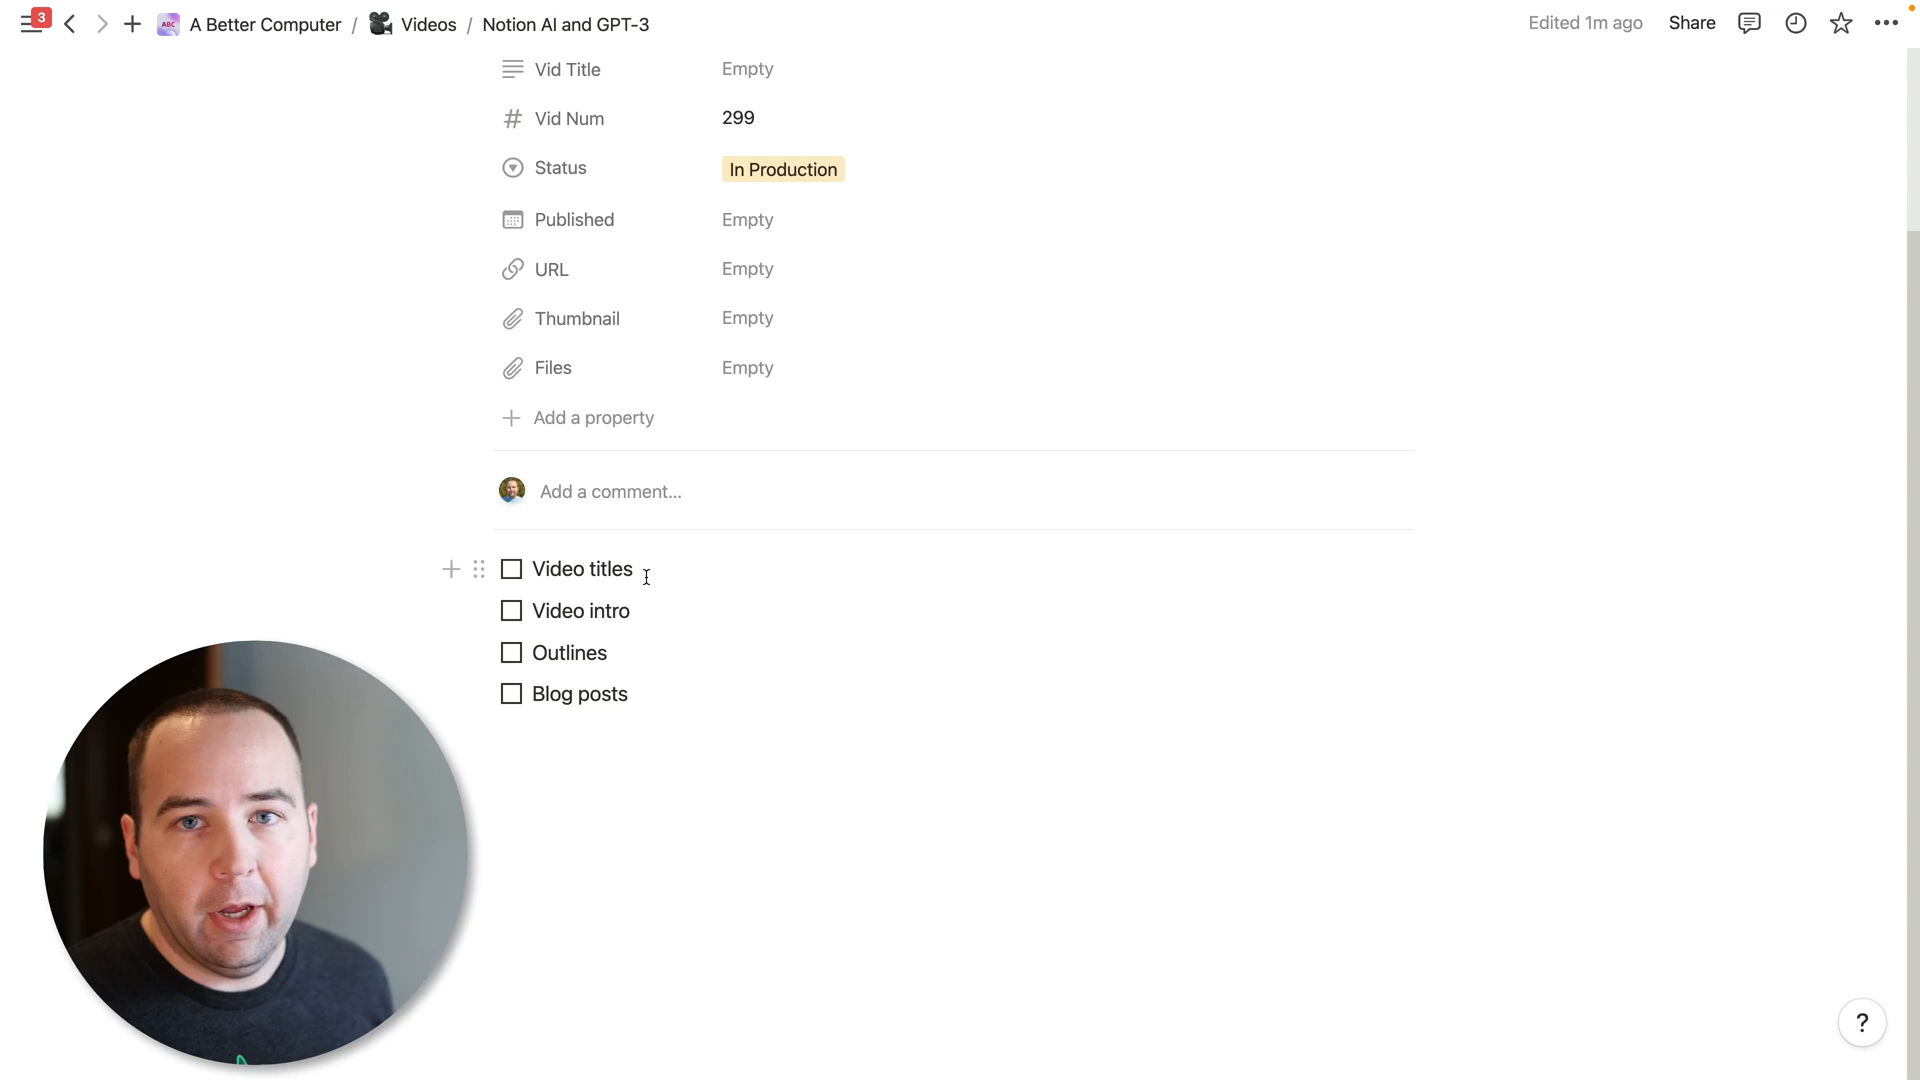 3
ABC
A Better Computer / Videos / Notion AI and GPT-3
Edited 1m ago
Share
Vid Title Empty
Vid Num 299
Status In Production
Published Empty
URL Empty
Thumbnail Empty
Files Empty
Add a property
Add a comment...
Video titles
Video intro
Outlines
Blog posts
?